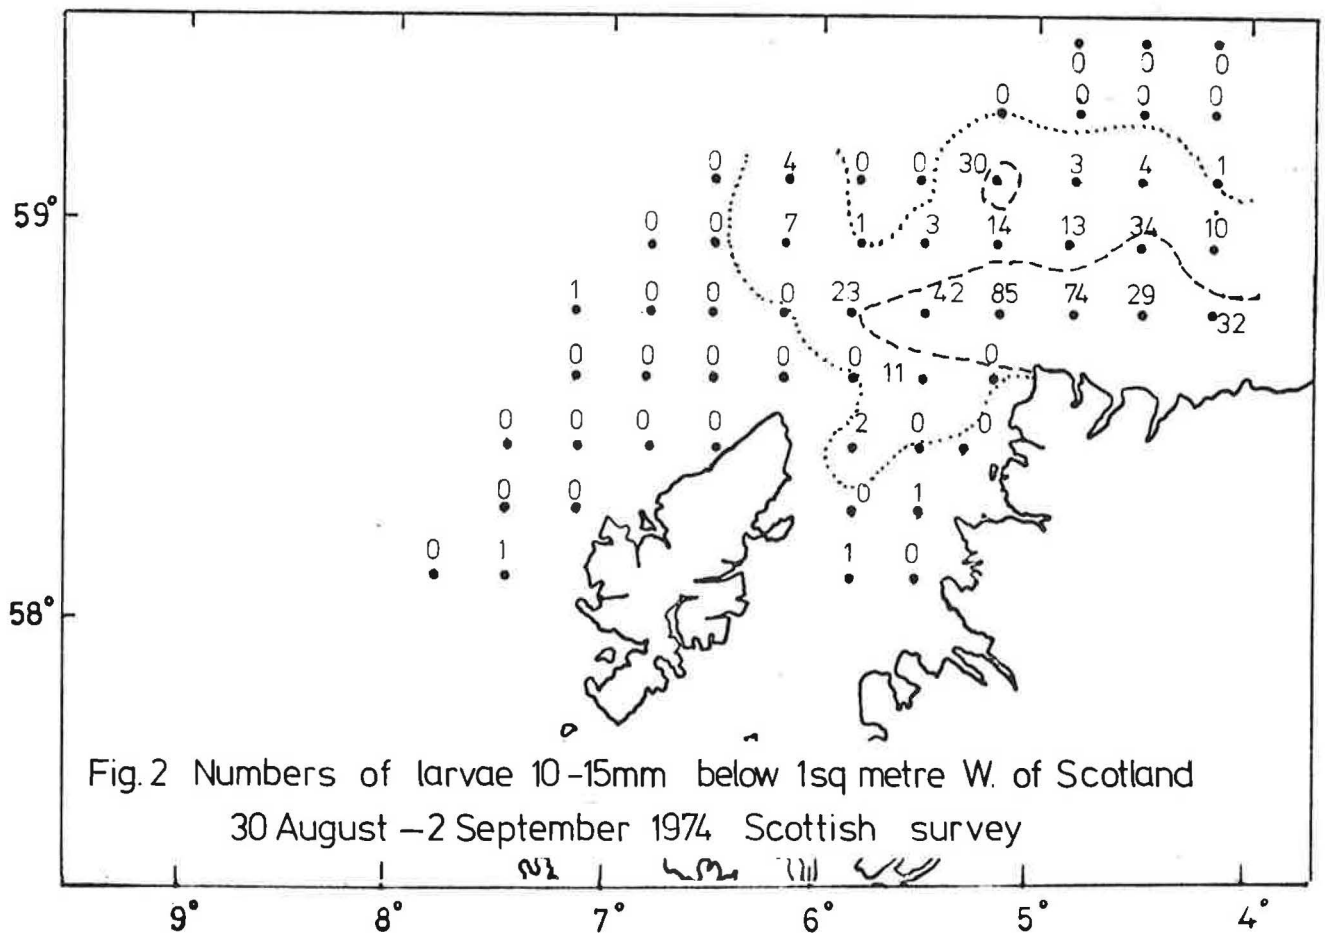 0 0 0
0 0 0 0
0 4 0 0 30 3 4 1
59°
0 0 7 1 3 14 13 34 10
1 0 0 0 23 42 85 74 29
32
0 0 0 0 0 11 0
0 0 0 0 2 0 0
0 0 0 1
0 1 1 0
58°
Fig. 2 Numbers of larvae 10-15mm below 1sq metre W. of Scotland
30 August - 2 September 1974 Scottish survey
9° 8° 7° 6° 5° 4°